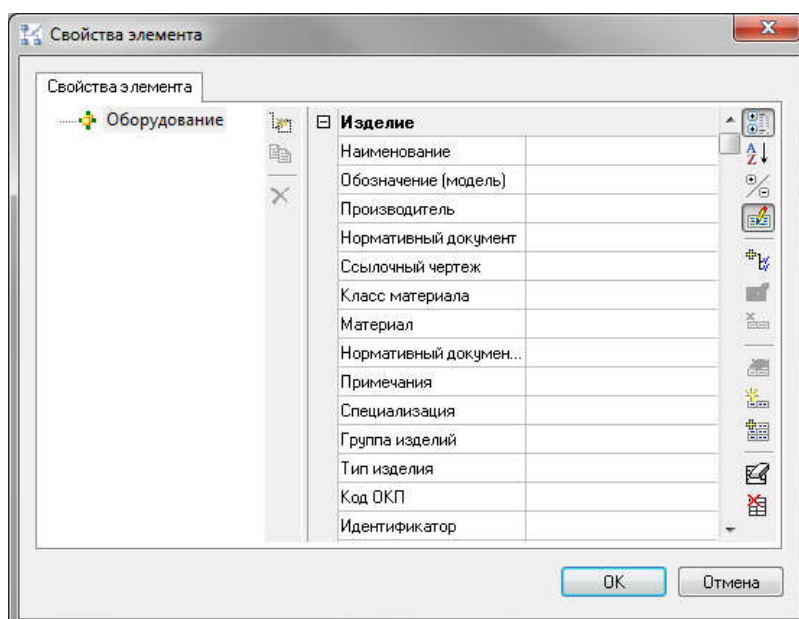 Свойства элемента
Свойства элемента
Оборудование
Изделие
Наименование
Обозначение (модель)
Производитель
Нормативный документ
Ссылочный чертеж
Класс материала
Материал
Нормативный докумен...
Примечания
Специализация
Группа изделий
Тип изделия
Код ОКП
Идентификатор
OK
Отмена